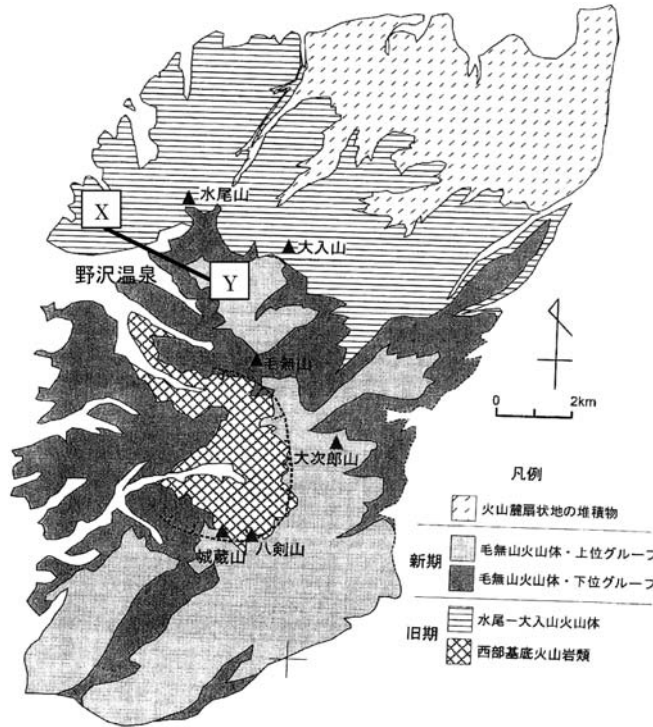 水尾山
X
大入山
野沢温泉
Y
毛無山
0
2km
大次郎山
凡例
火山麓扇状地の堆積物
城蔵山
八剣山
新期
毛無山火山体・上位グループ
毛無山火山体・下位グループ
旧期
水尾ー大入山火山体
西部基底火山岩類